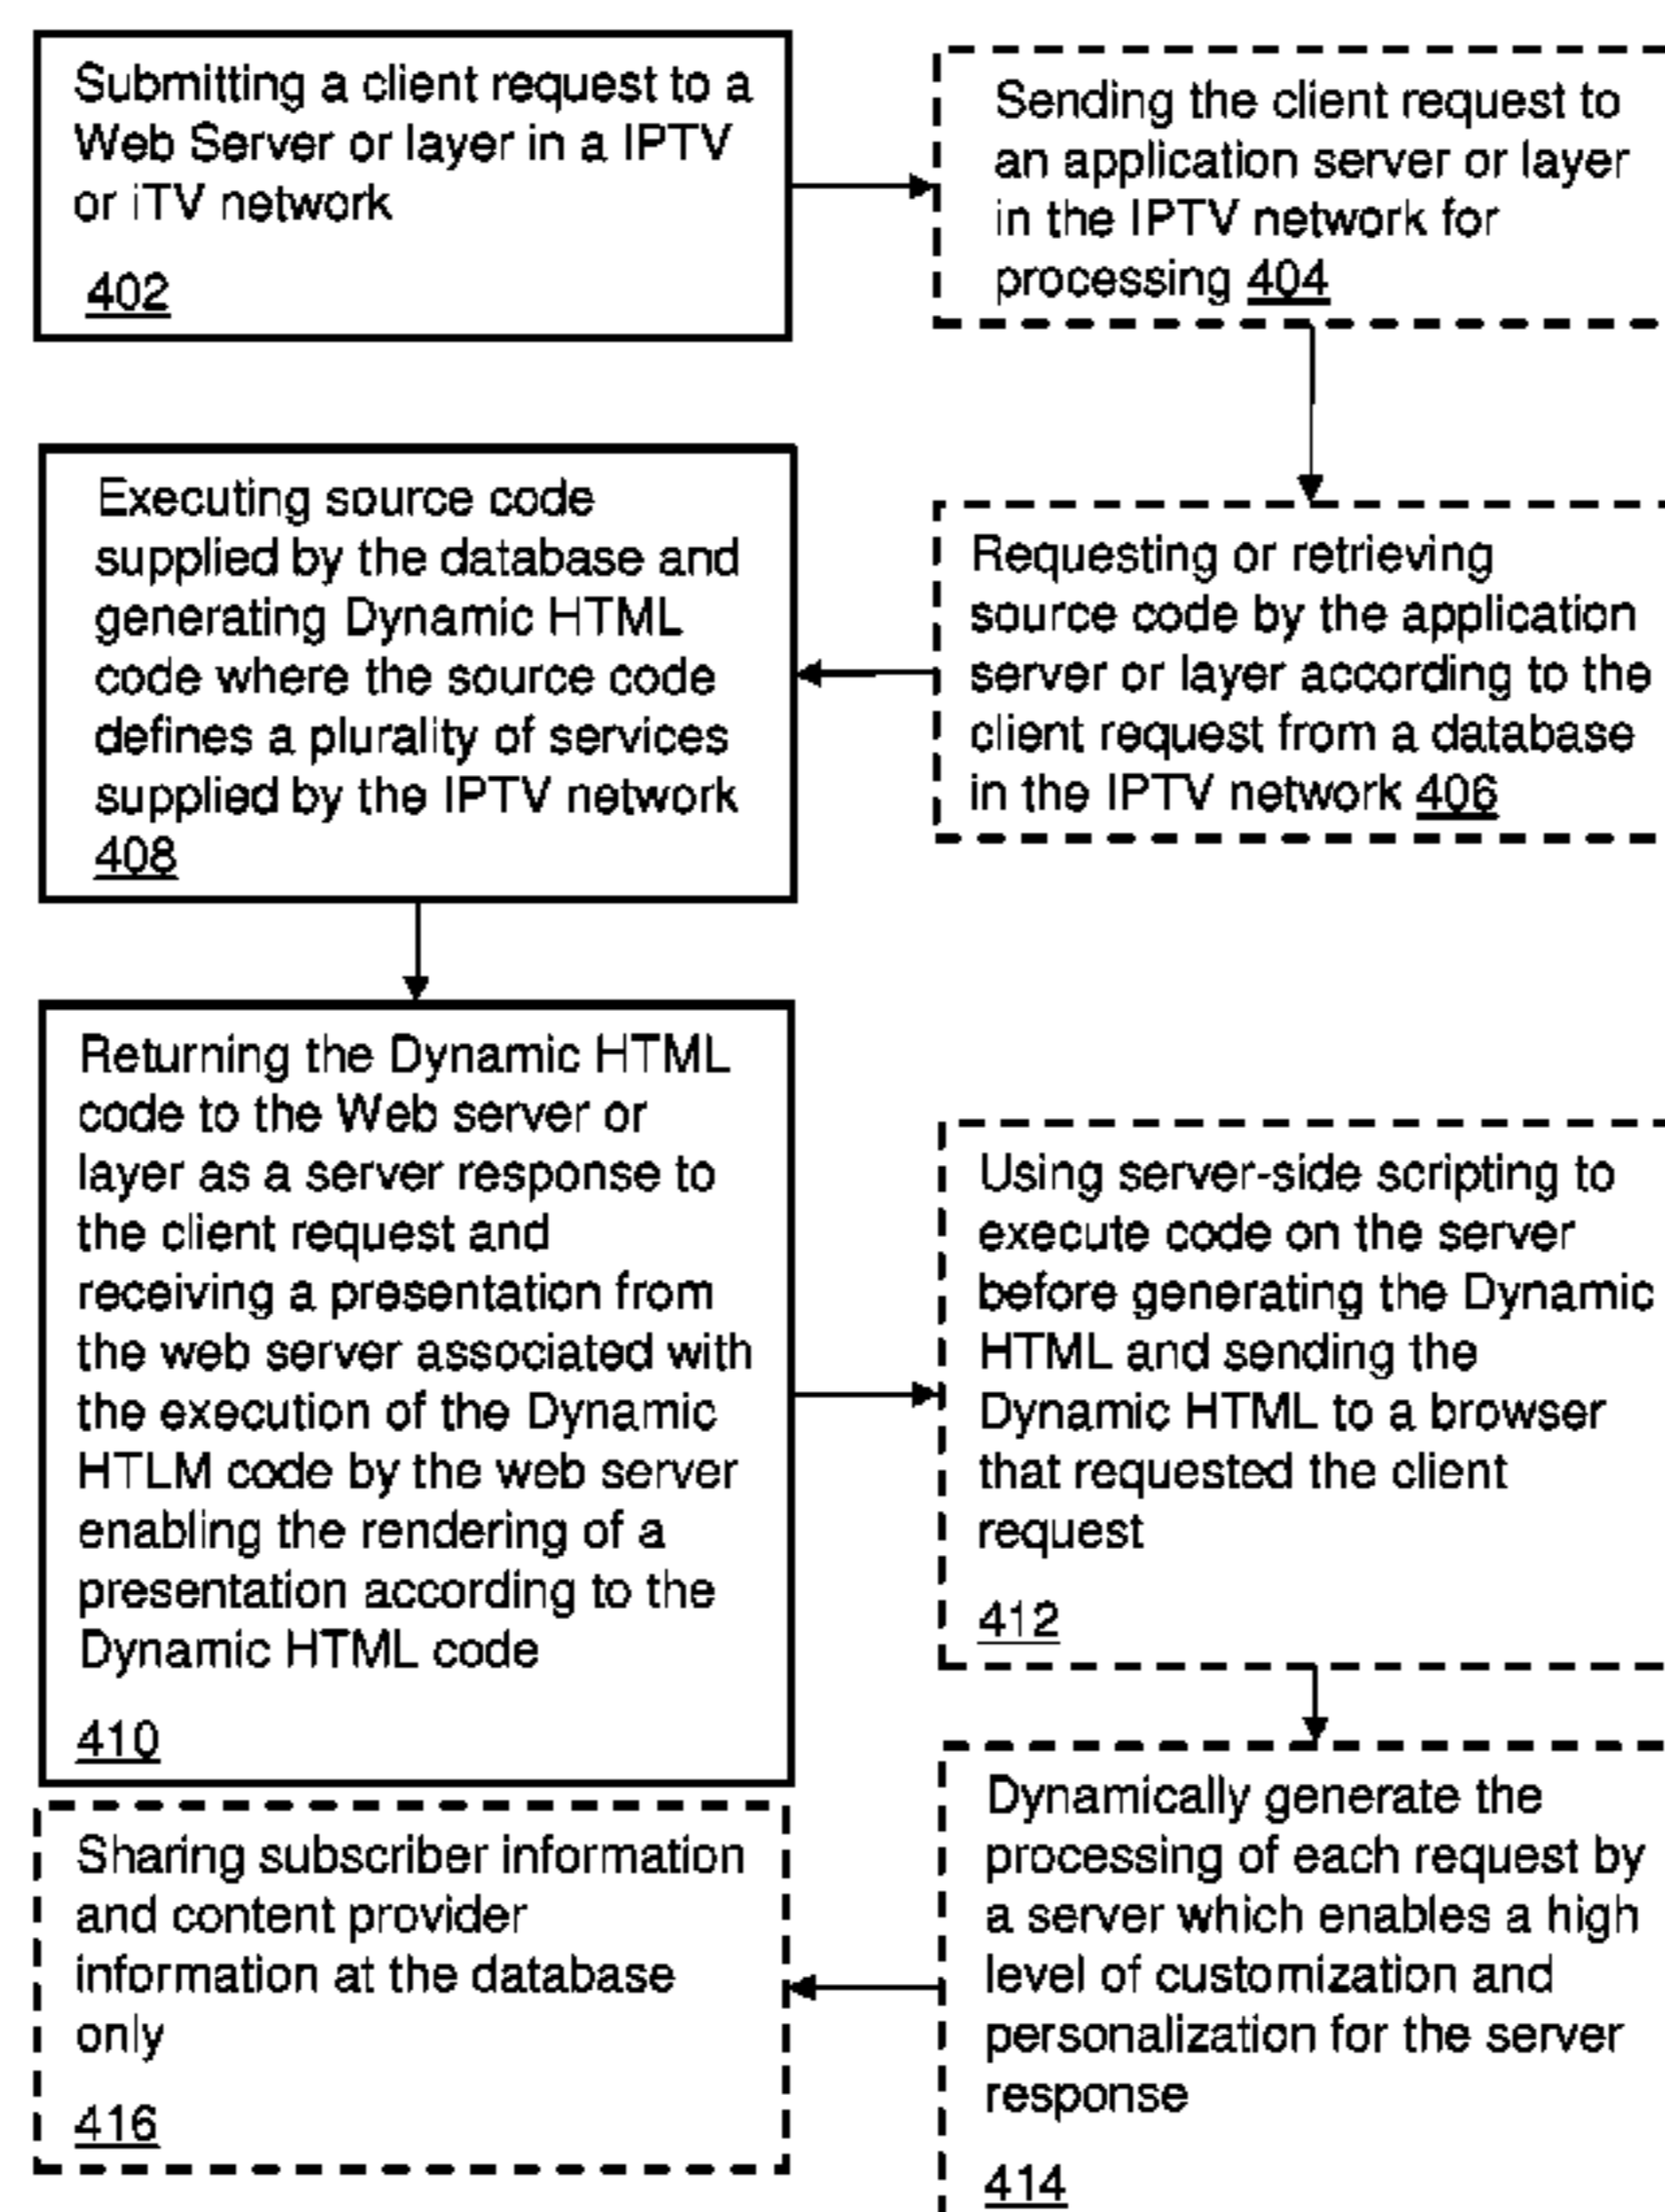 Submitting a client request to a
Web Server or layer in a IPTV
or iTV network
402
Sending the client request to
an application server or layer
in the IPTV network for
processing 404
Requesting or retrieving
source code by the application
server or layer according to the
client request from a database
in the IPTV network 406
Executing source code
supplied by the database and
generating Dynamic HTML
code where the source code
defines a plurality of services
supplied by the IPTV network
408
Returning the Dynamic HTML
code to the Web server or
layer as a server response to
the client request and
receiving a presentation from
the web server associated with
the execution of the Dynamic
HTLM code by the web server
enabling the rendering of a
presentation according to the
Dynamic HTML code
410
Using server-side scripting to
execute code on the server
before generating the Dynamic
HTML and sending the
Dynamic HTML to a browser
that requested the client
request
412
Dynamically generate the
processing of each request by
a server which enables a high
level of customization and
personalization for the server
response
414
Sharing subscriber information
and content provider
information at the database
only
416